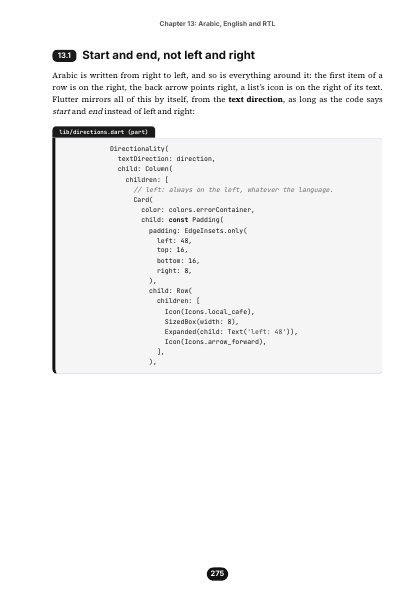 Chapter 13: Arabic, English and RTL
13.1 Start and end, not left and right
Arabic is written from right to left, and so is everything around it: the first item of a
row is on the right, the back arrow points right, a list's icon is on the right of its text.
Flutter mirrors all of this by itself, from the text direction, as long as the code says
start and end instead of left and right:
lib/directions.dart (part)
Directionality(
textDirection: direction,
child: Column(
children: [
// left: always on the left, whatever the language.
Card(
color: colors.errorContainer,
child: const Padding(
padding: EdgeInsets.only(
left: 48,
top: 16,
bottom: 16,
right: 8,
),
child: Row(
children: [
Icon(Icons.local_cafe),
SizedBox(width: 8),
Expanded(child: Text('left: 48')),
Icon(Icons.arrow_forward),
],
),
275